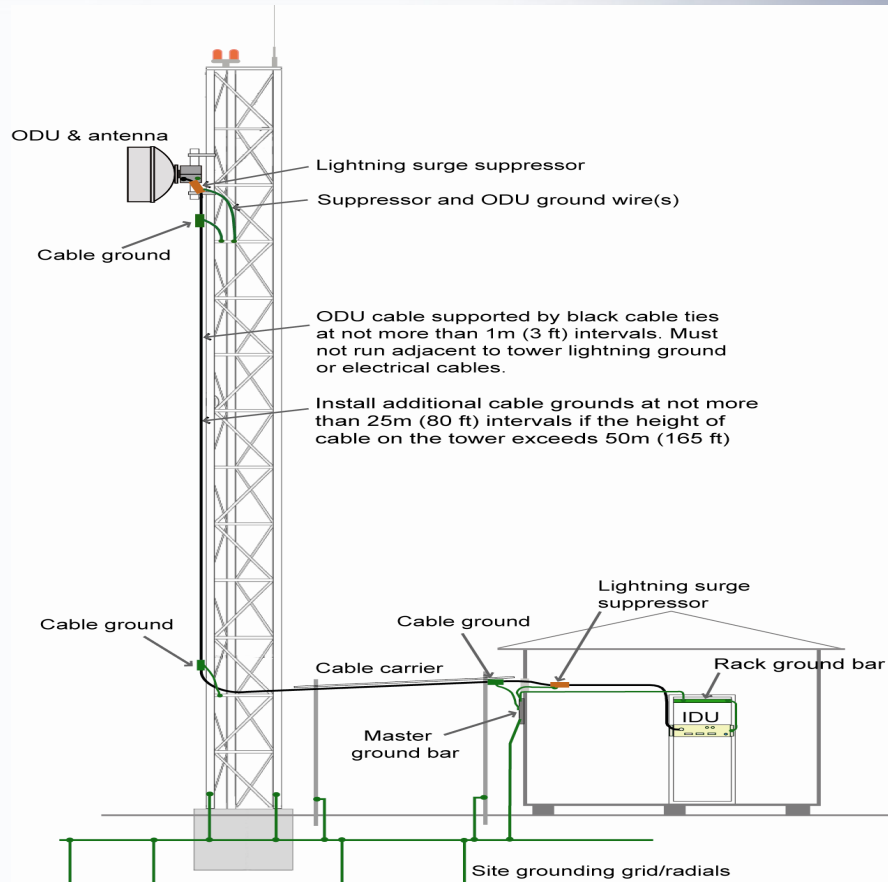 ODU & antenna
Lightning surge suppressor
Suppressor and ODU ground wire(s)
Cable ground
ODU cable supported by black cable ties
at not more than 1m (3 ft) intervals. Must
not run adjacent to tower lightning ground
or electrical cables.
Install additional cable grounds at not more
than 25m (80 ft) intervals if the height of
cable on the tower exceeds 50m (165 ft)
Lightning surge
suppressor
Cable ground
Cable ground
Cable carrier
Rack ground bar
IDU
Master
ground bar
Site grounding grid/radials